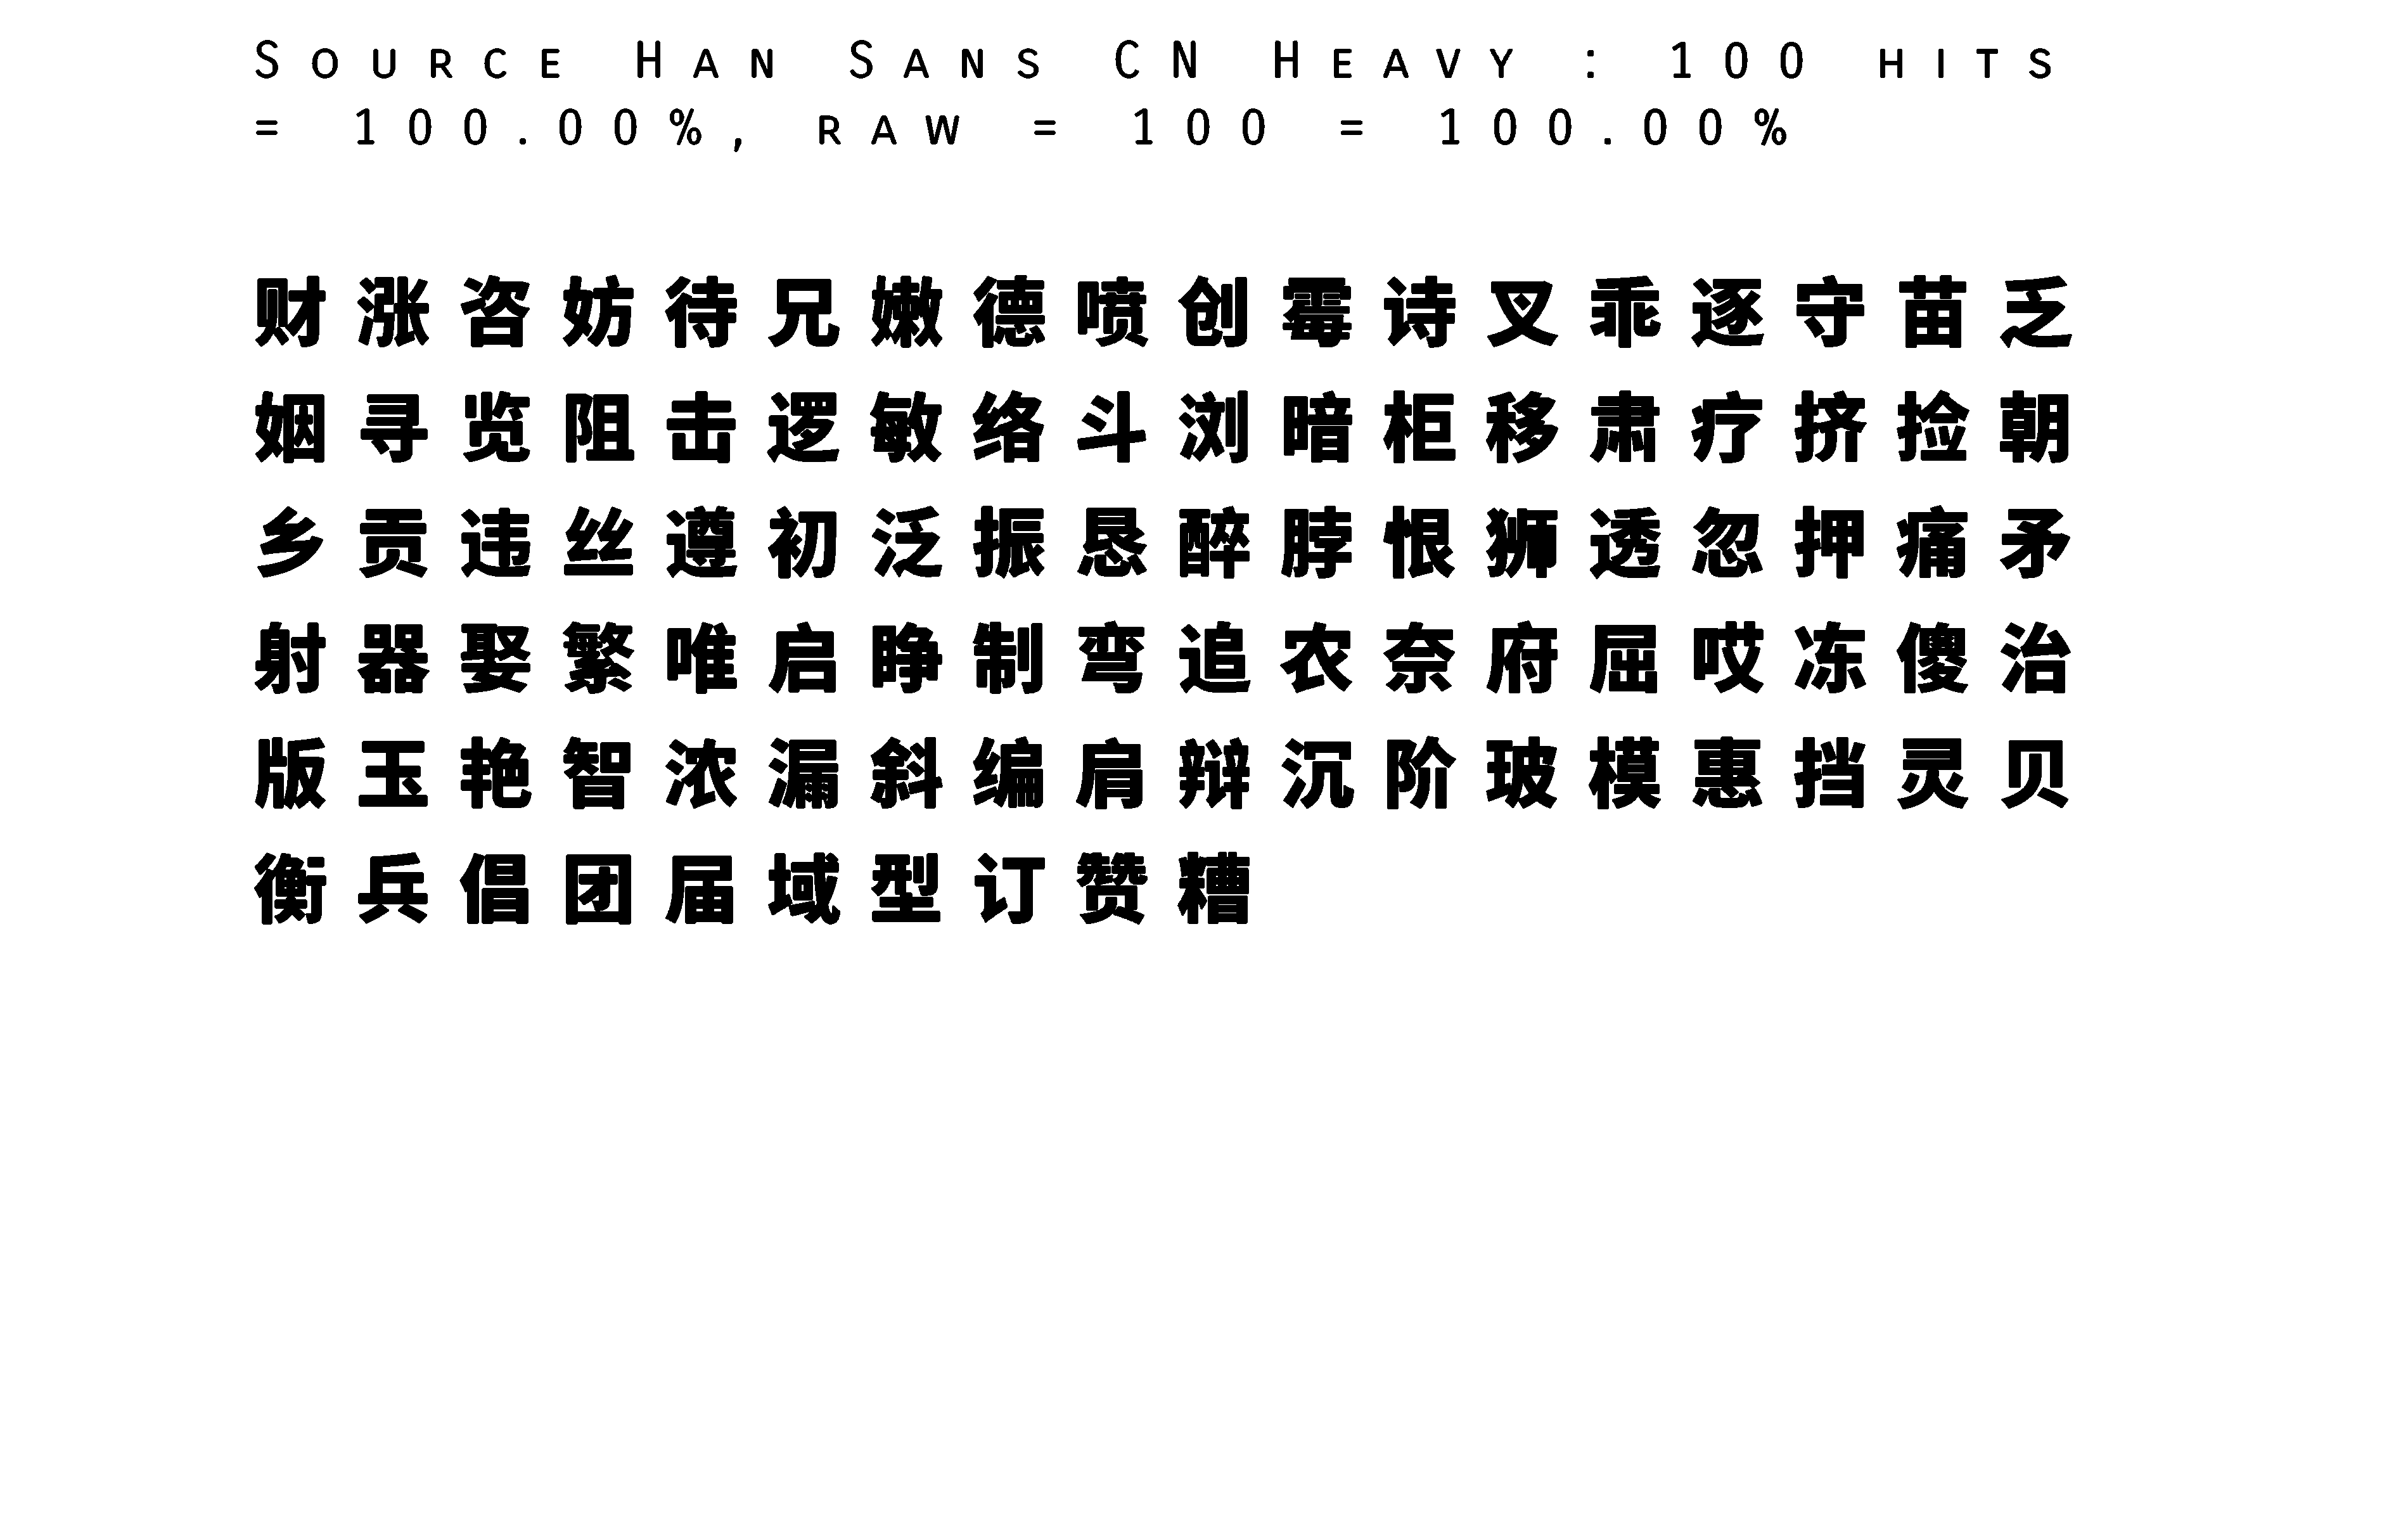 Source Han Sans CN Heavy : 100 hits
= 100.00%, raw = 100 = 100.00%
财涨咨妨待兄嫩德喷创霉诗叉乖逐守苗乏
姻寻览阻击逻敏络斗浏暗柜移肃疗挤捡朝
乡贡违丝遵初泛振恳醉脖恨狮透忽押痛矛
射器娶繁唯启睁制弯追农奈府屈哎冻傻治
版玉艳智浓漏斜编肩辩沉阶玻模惠挡灵贝
衡兵倡团届域型订赞糟